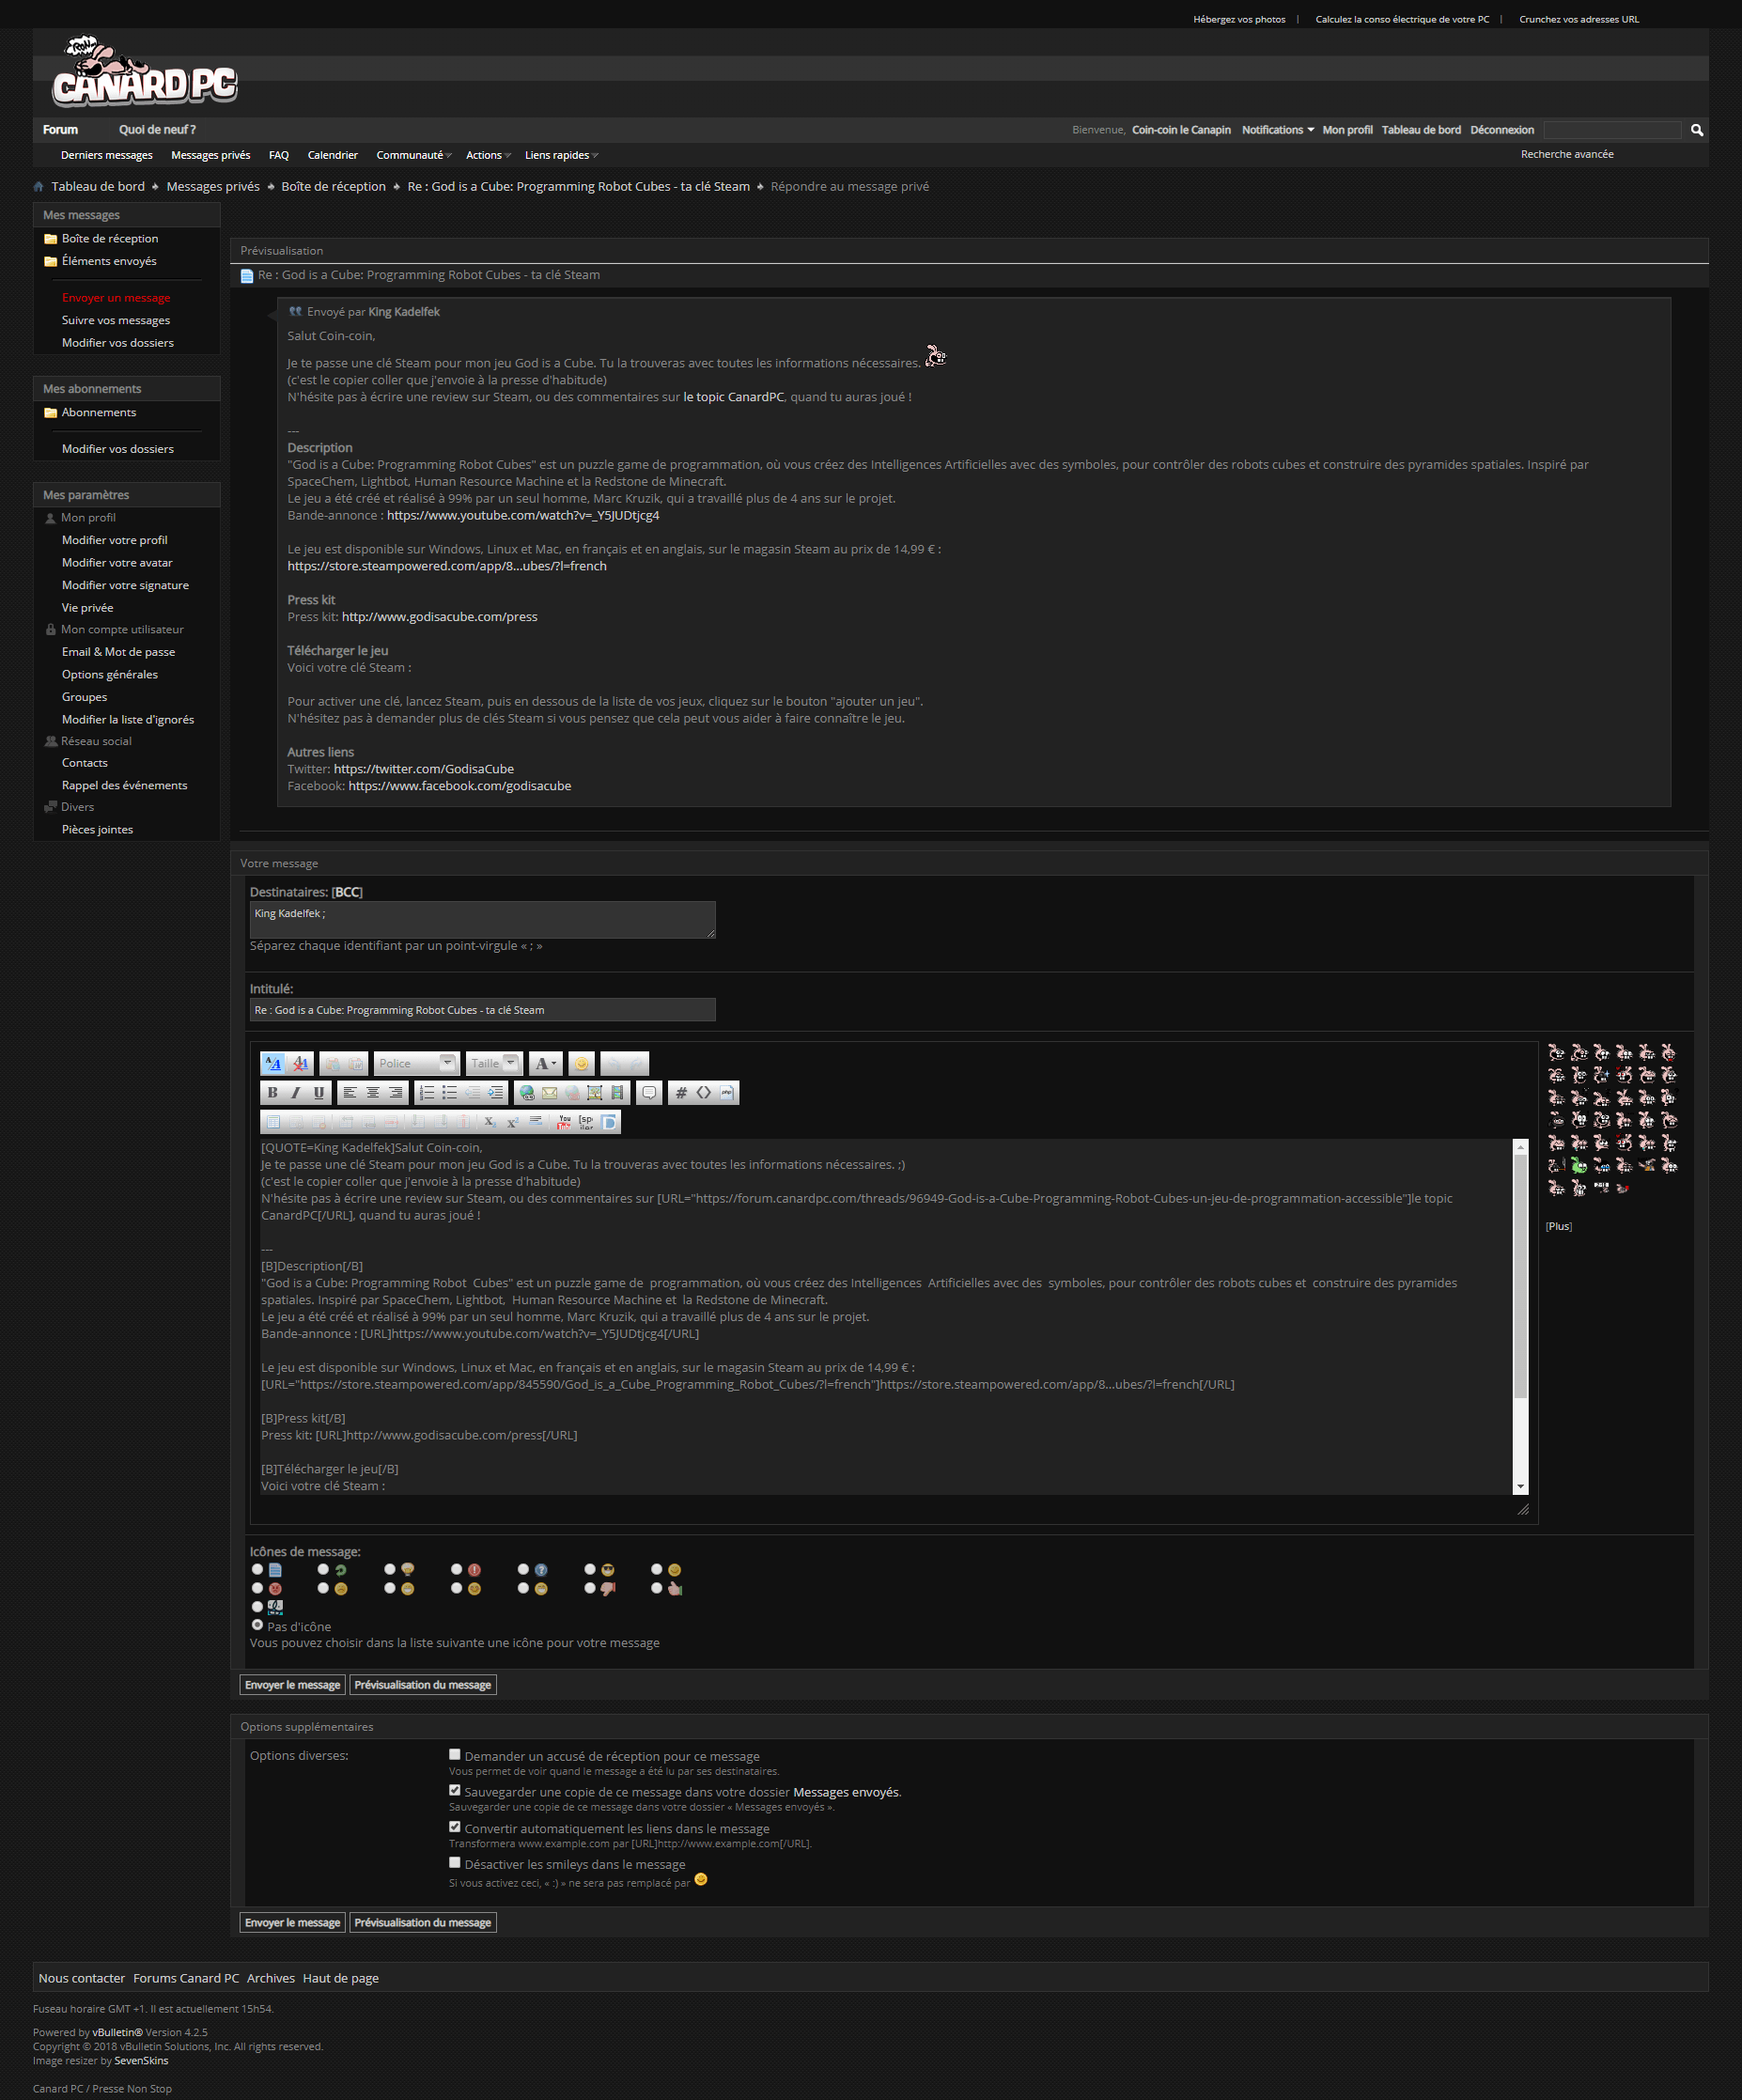 Hébergez vos photos | Calculez la conso électrique de votre PC | Crunchez vos adresses URL
CANARD PC
Forum Quoi de neuf ?
Bienvenue, Coin-coin le Canapin Notifications Mon profil Tableau de bord Déconnexion
Derniers messages Messages privés FAQ Calendrier Communauté Actions Liens rapides
Recherche avancée
Tableau de bord Messages privés Boîte de réception Re : God is a Cube: Programming Robot Cubes - ta clé Steam Répondre au message privé
Mes messages
Boîte de réception
Éléments envoyés
Envoyer un message
Suivre vos messages
Modifier vos dossiers
Mes abonnements
Abonnements
Modifier vos dossiers
Mes paramètres
Mon profil
Modifier votre profil
Modifier votre avatar
Modifier votre signature
Vie privée
Mon compte utilisateur
Email & Mot de passe
Options générales
Groupes
Modifier la liste d'ignorés
Réseau social
Contacts
Rappel des événements
Divers
Pièces jointes
Prévisualisation
Re : God is a Cube: Programming Robot Cubes - ta clé Steam
Envoyé par King Kadelfek
Salut Coin-coin,
Je te passe une clé Steam pour mon jeu God is a Cube. Tu la trouveras avec toutes les informations nécessaires.
(c'est le copier coller que j'envoie à la presse d'habitude)
N'hésite pas à écrire une review sur Steam, ou des commentaires sur le topic CanardPC, quand tu auras joué !
---
Description
"God is a Cube: Programming Robot Cubes" est un puzzle game de programmation, où vous créez des Intelligences Artificielles avec des symboles, pour contrôler des robots cubes et construire des pyramides spatiales. Inspiré par
SpaceChem, Lightbot, Human Resource Machine et la Redstone de Minecraft.
Le jeu a été créé et réalisé à 99% par un seul homme, Marc Kruzik, qui a travaillé plus de 4 ans sur le projet.
Bande-annonce : https://www.youtube.com/watch?v=_Y5JUDtjcg4
Le jeu est disponible sur Windows, Linux et Mac, en français et en anglais, sur le magasin Steam au prix de 14,99 € :
https://store.steampowered.com/app/8...ubes/?l=french
Press kit
Press kit: http://www.godisacube.com/press
Télécharger le jeu
Voici votre clé Steam :
Pour activer une clé, lancez Steam, puis en dessous de la liste de vos jeux, cliquez sur le bouton "ajouter un jeu".
N'hésitez pas à demander plus de clés Steam si vous pensez que cela peut vous aider à faire connaître le jeu.
Autres liens
Twitter: https://twitter.com/GodisaCube
Facebook: https://www.facebook.com/godisacube
Votre message
Destinataires: [BCC]
King Kadelfek ;
Séparez chaque identifiant par un point-virgule « ; »
Intitulé:
Re : God is a Cube: Programming Robot Cubes - ta clé Steam
Police Taille A
B I U
[QUOTE=King Kadelfek]Salut Coin-coin,
Je te passe une clé Steam pour mon jeu God is a Cube. Tu la trouveras avec toutes les informations nécessaires. ;)
(c'est le copier coller que j'envoie à la presse d'habitude)
N'hésite pas à écrire une review sur Steam, ou des commentaires sur [URL="https://forum.canardpc.com/threads/96949-God-is-a-Cube-Programming-Robot-Cubes-un-jeu-de-programmation-accessible"]le topic
CanardPC[/URL], quand tu auras joué !
---
[B]Description[/B]
"God is a Cube: Programming Robot  Cubes" est un puzzle game de  programmation, où vous créez des Intelligences  Artificielles avec des  symboles, pour contrôler des robots cubes et  construire des pyramides
spatiales. Inspiré par SpaceChem, Lightbot,  Human Resource Machine et  la Redstone de Minecraft.
Le jeu a été créé et réalisé à 99% par un seul homme, Marc Kruzik, qui a travaillé plus de 4 ans sur le projet.
Bande-annonce : [URL]https://www.youtube.com/watch?v=_Y5JUDtjcg4[/URL]
Le jeu est disponible sur Windows, Linux et Mac, en français et en anglais, sur le magasin Steam au prix de 14,99 € :
[URL="https://store.steampowered.com/app/845590/God_is_a_Cube_Programming_Robot_Cubes/?l=french"]https://store.steampowered.com/app/8...ubes/?l=french[/URL]
[B]Press kit[/B]
Press kit: [URL]http://www.godisacube.com/press[/URL]
[B]Télécharger le jeu[/B]
Voici votre clé Steam :
[Plus]
Icônes de message:
Pas d'icône
Vous pouvez choisir dans la liste suivante une icône pour votre message
Envoyer le message Prévisualisation du message
Options supplémentaires
Options diverses:
Demander un accusé de réception pour ce message
Vous permet de voir quand le message a été lu par ses destinataires.
Sauvegarder une copie de ce message dans votre dossier Messages envoyés.
Sauvegarder une copie de ce message dans votre dossier « Messages envoyés ».
Convertir automatiquement les liens dans le message
Transformera www.example.com par [URL]http://www.example.com[/URL].
Désactiver les smileys dans le message
Si vous activez ceci, « :) » ne sera pas remplacé par
Envoyer le message Prévisualisation du message
Nous contacter Forums Canard PC Archives Haut de page
Fuseau horaire GMT +1. Il est actuellement 15h54.
Powered by vBulletin® Version 4.2.5
Copyright © 2018 vBulletin Solutions, Inc. All rights reserved.
Image resizer by SevenSkins
Canard PC / Presse Non Stop